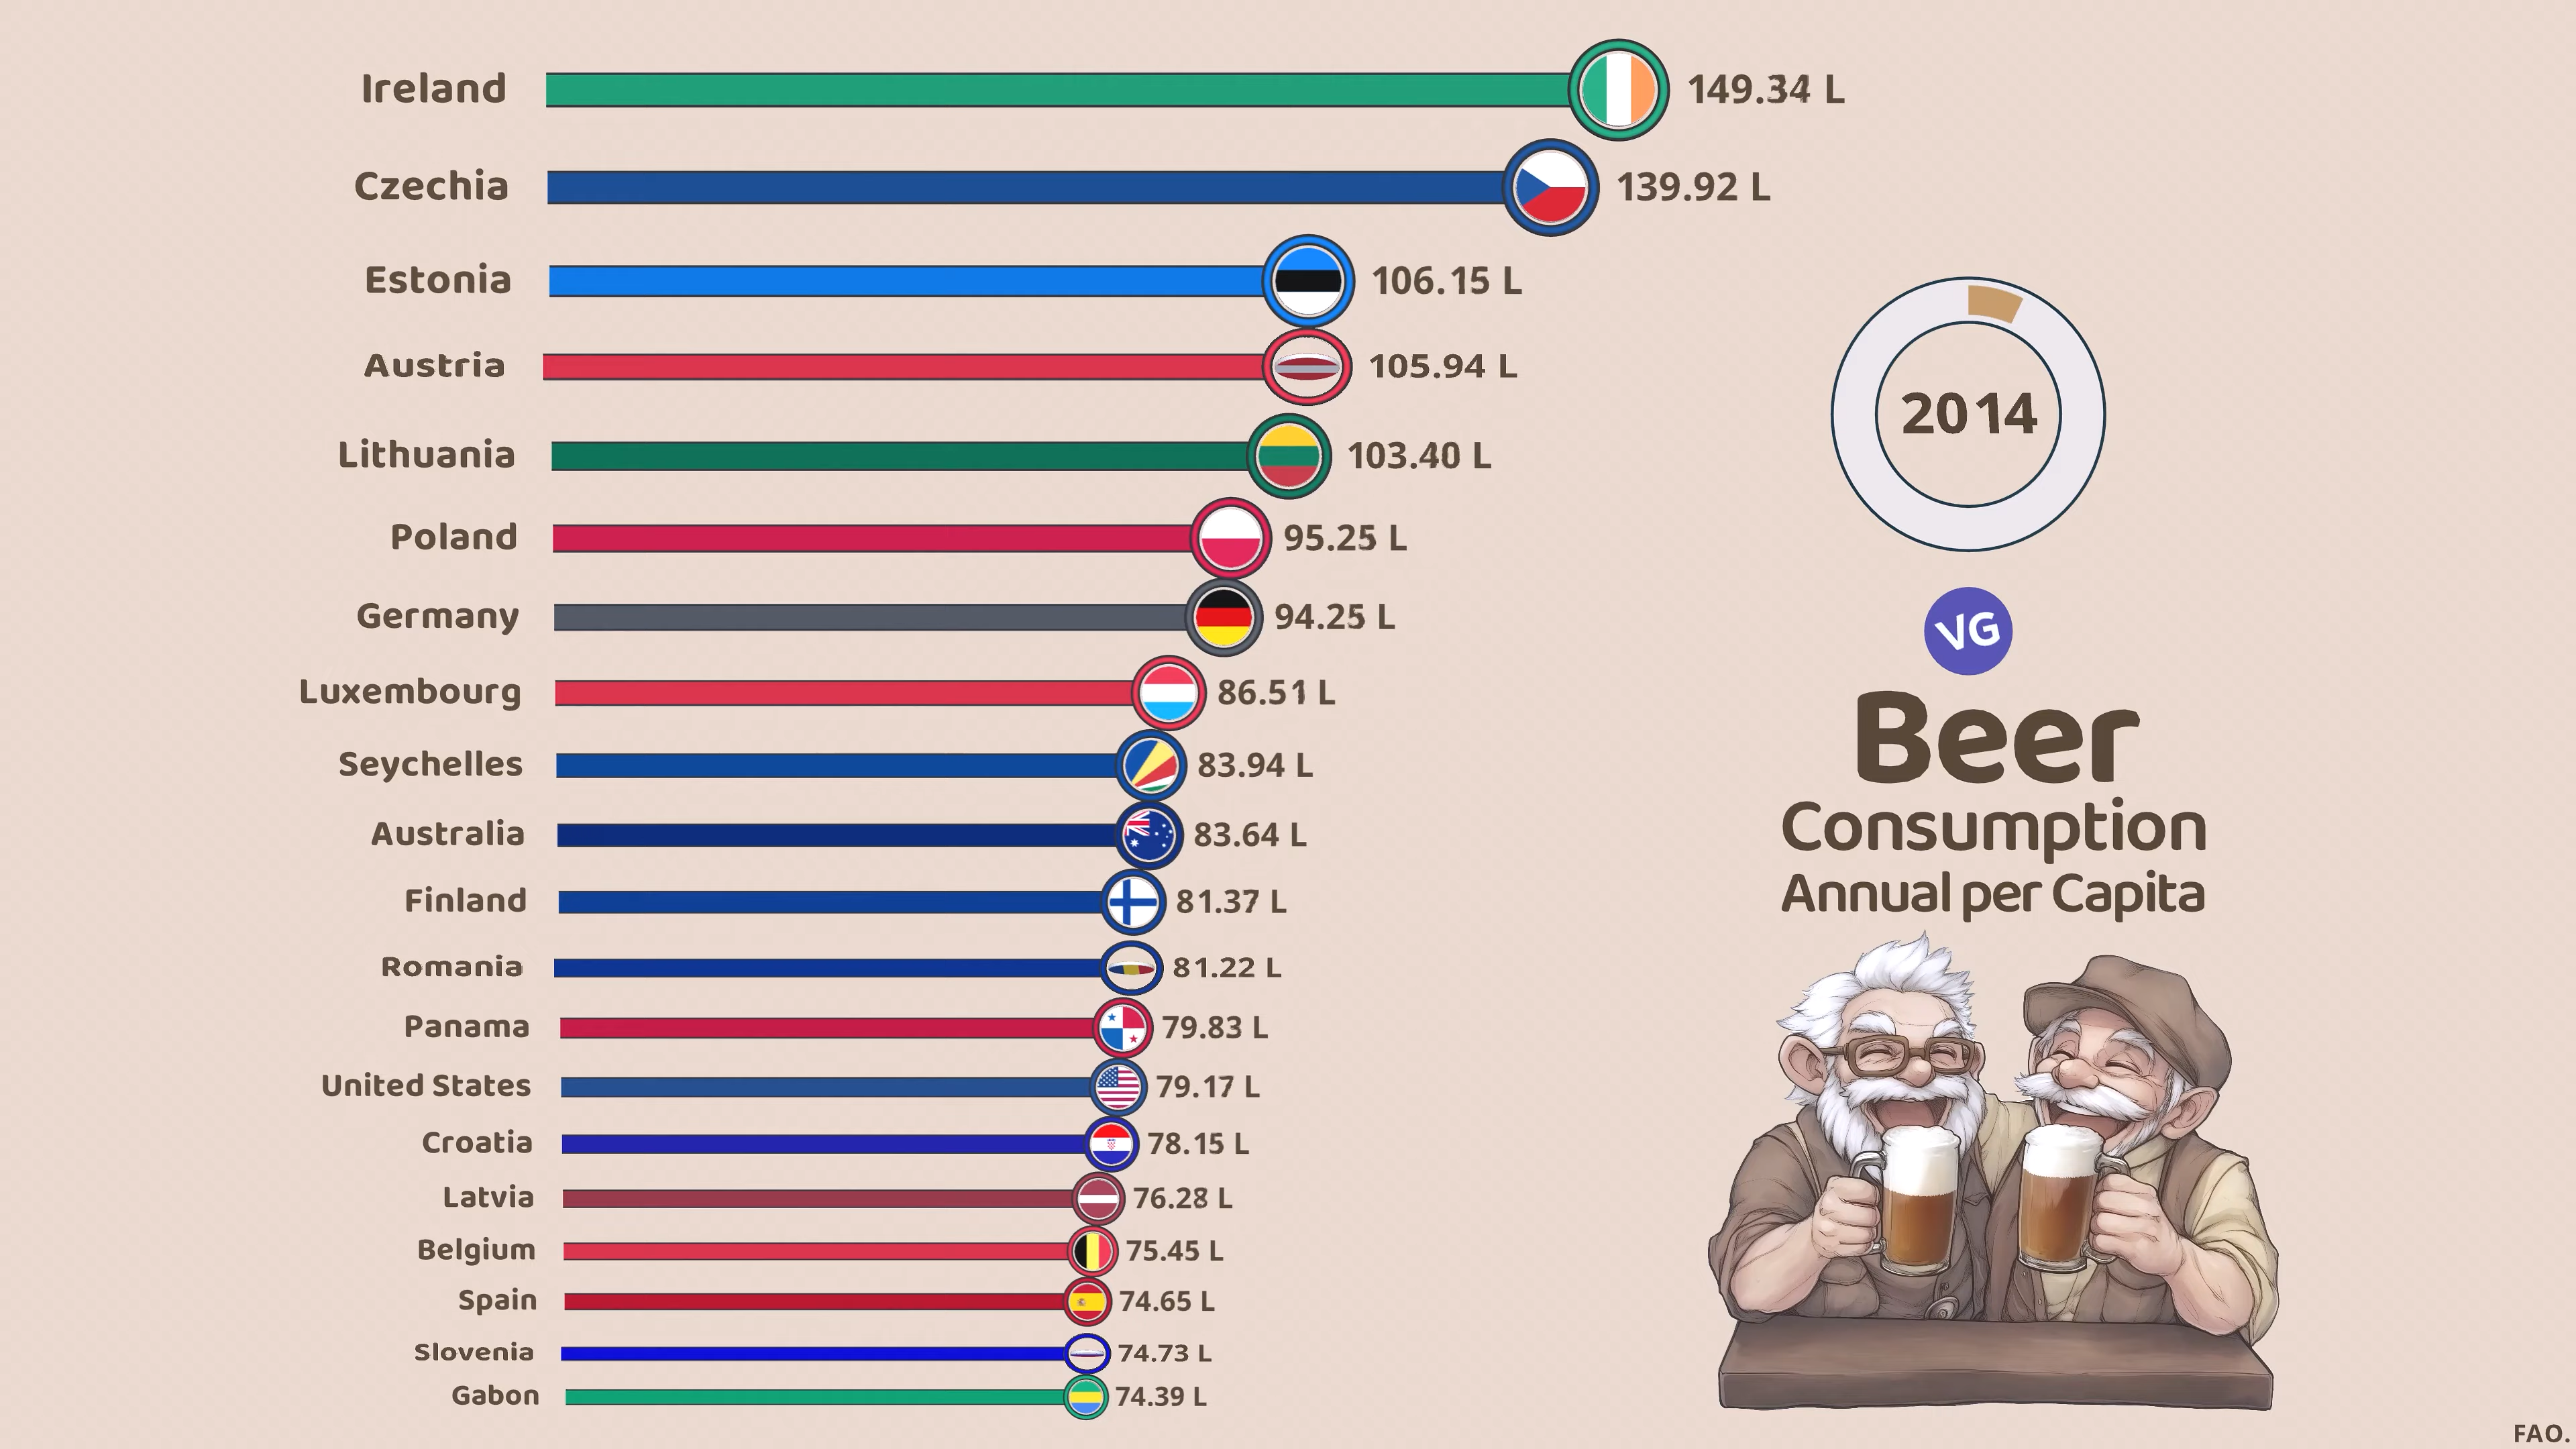 Ireland 149.34 L
Czechia 139.92 L
Estonia 106.15 L
Austria 105.94 L
Lithuania 103.40 L
Poland 95.25 L
Germany 94.25 L
Luxembourg 86.51 L
Seychelles 83.94 L
Australia 83.64 L
Finland 81.37 L
Romania 81.22 L
Panama 79.83 L
United States 79.17 L
Croatia 78.15 L
Latvia 76.28 L
Belgium 75.45 L
Spain 74.65 L
Slovenia 74.73 L
Gabon 74.39 L
2014
VG
Beer
Consumption
Annual per Capita
FAO.